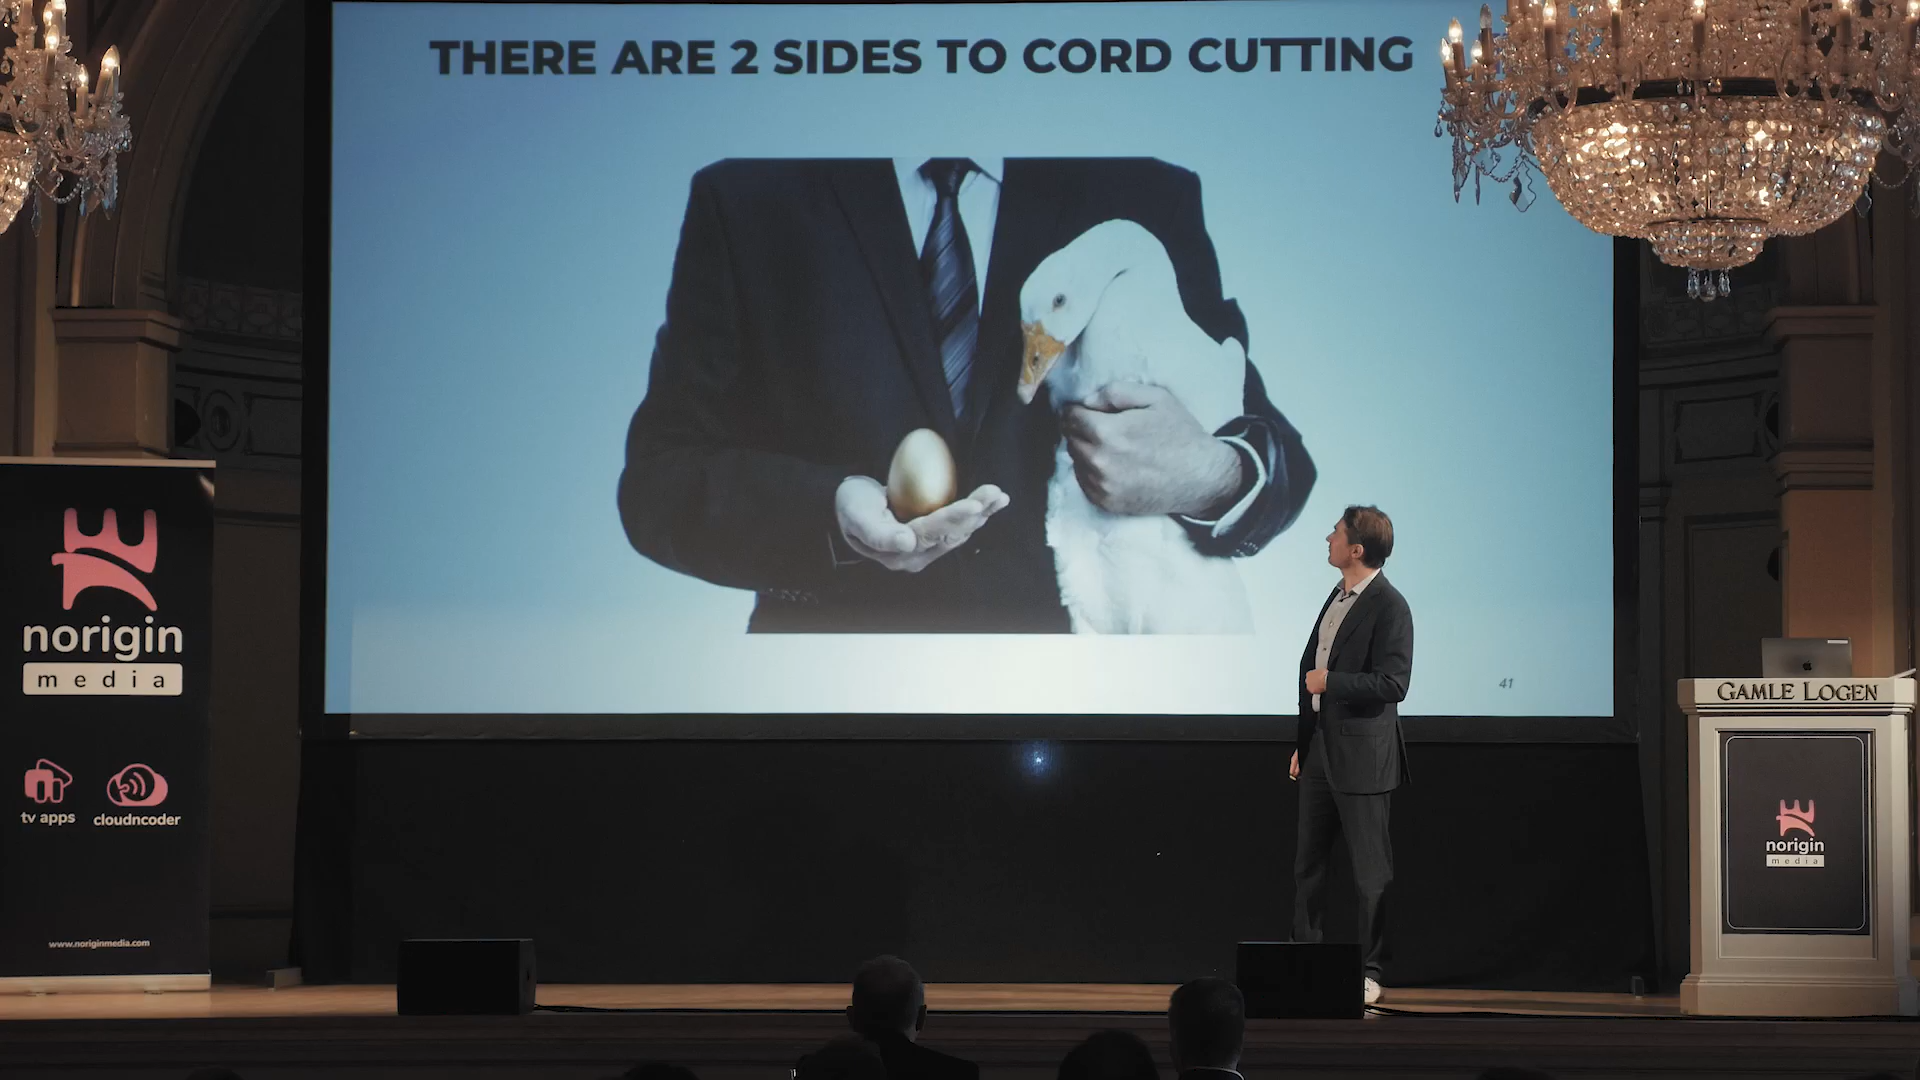 THERE ARE 2 SIDES TO CORD CUTTING
41
norigin
media
tv apps
cloudncoder
www.noriginmedia.com
GAMLE LOGEN
norigin
media